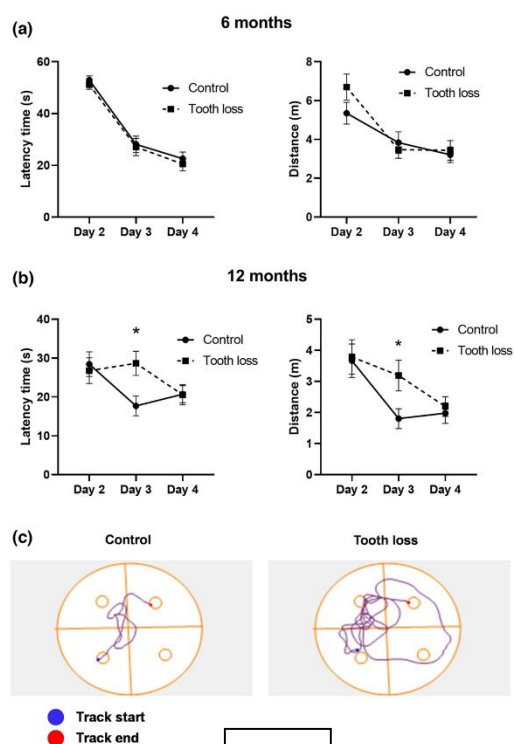 (a)
6 months
Latency time (s)
60
40
20
0
Control
Tooth loss
Day 2 Day 3 Day 4
Distance (m)
8
6
4
2
0
Control
Tooth loss
Day 2 Day 3 Day 4
(b)
12 months
Latency time (s)
40
30
20
10
0
*
Control
Tooth loss
Day 2 Day 3 Day 4
Distance (m)
5
4
3
2
1
0
*
Control
Tooth loss
Day 2 Day 3 Day 4
(c)
Control
Tooth loss
Track start
Track end